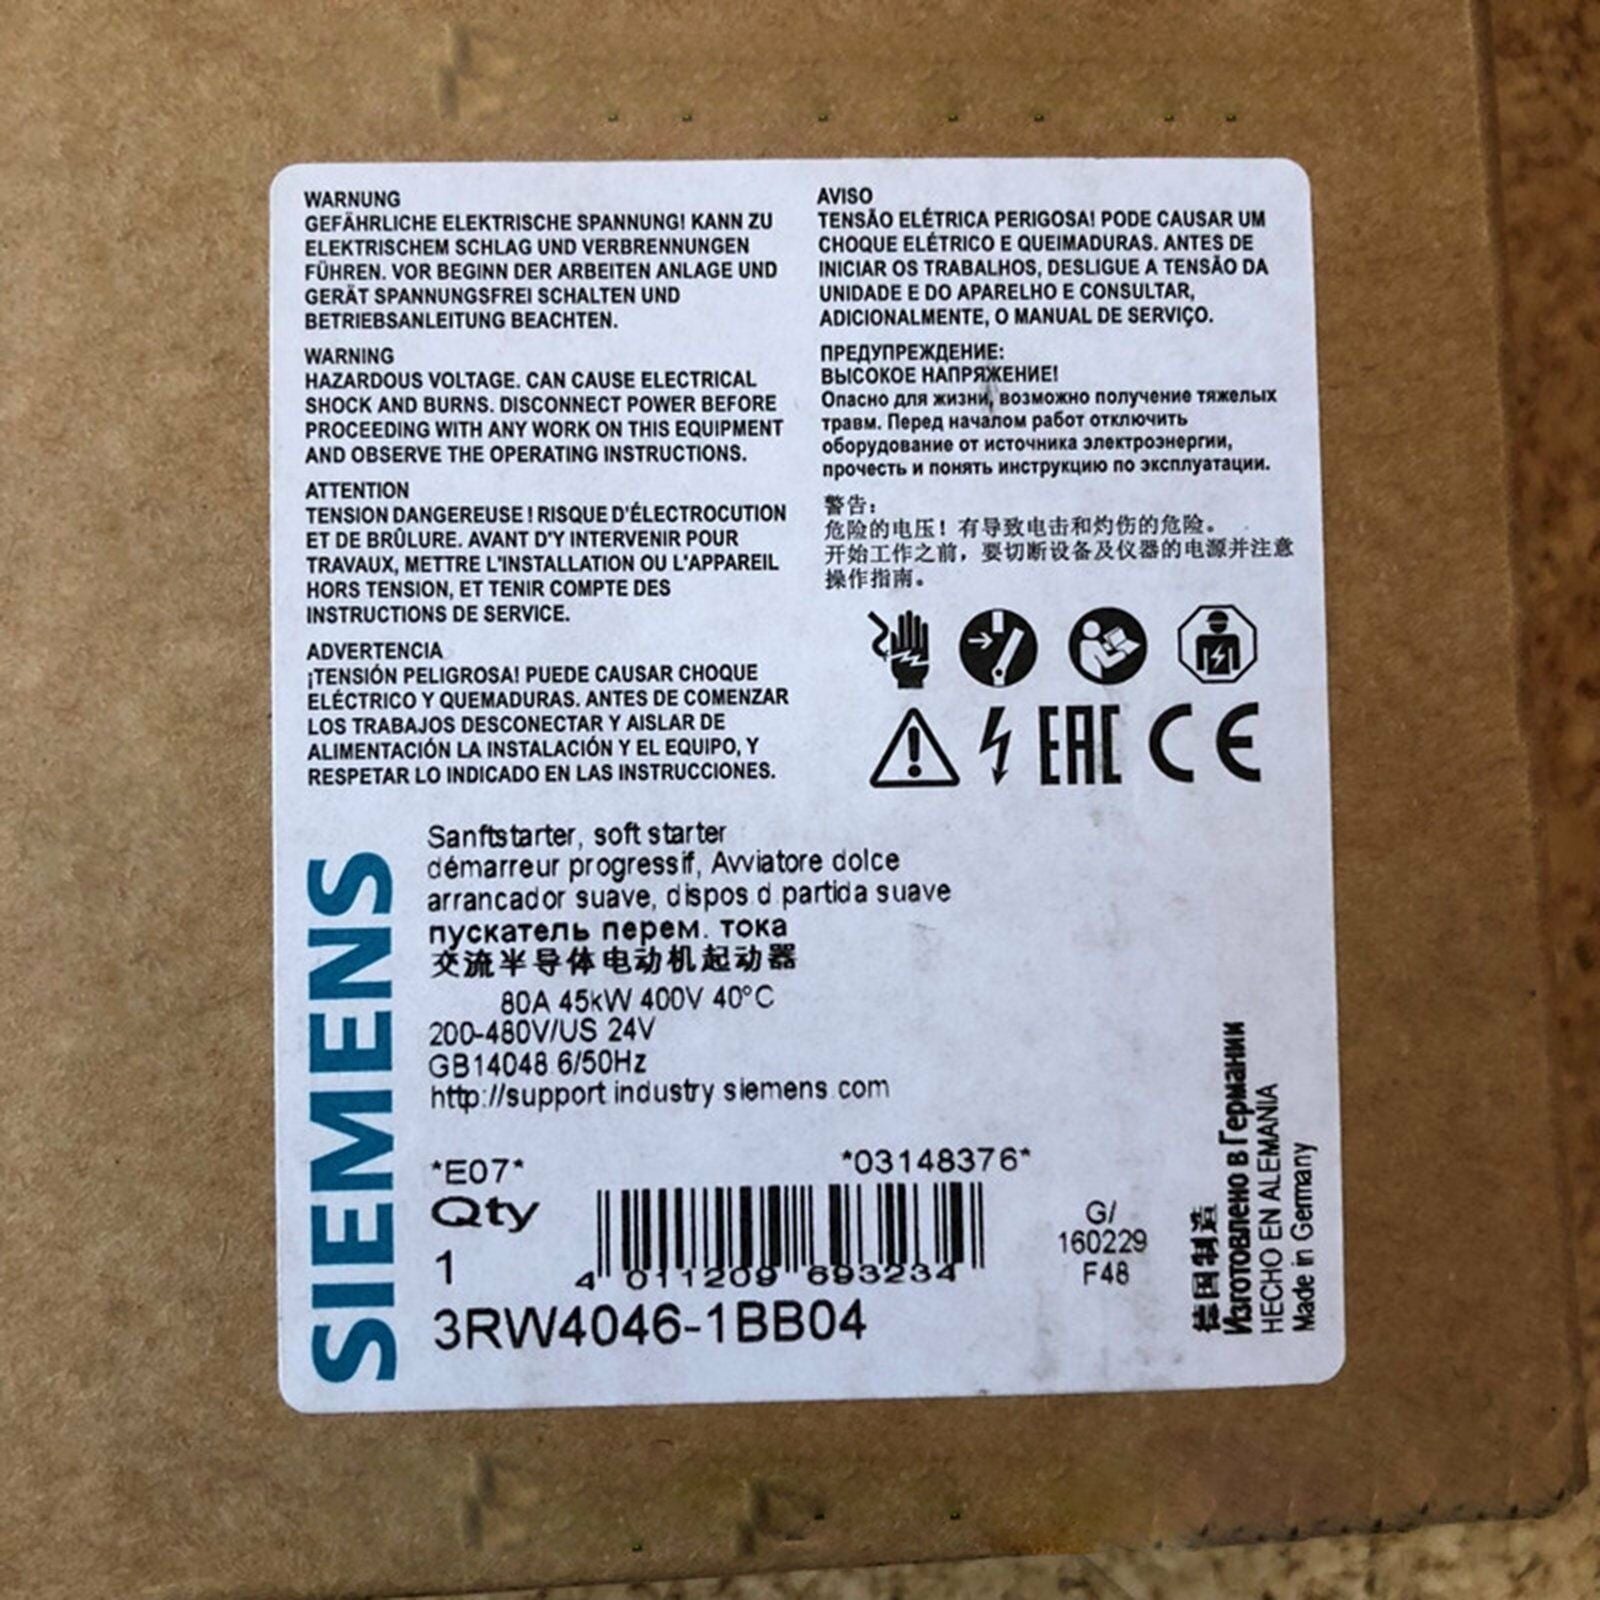 WARNUNG
GEFÄHRLICHE ELEKTRISCHE SPANNUNG! KANN ZU
ELEKTRISCHEM SCHLAG UND VERBRENNUNGEN
FÜHREN. VOR BEGINN DER ARBEITEN ANLAGE UND
GERÄT SPANNUNGSFREI SCHALTEN UND
BETRIEBSANLEITUNG BEACHTEN.
WARNING
HAZARDOUS VOLTAGE. CAN CAUSE ELECTRICAL
SHOCK AND BURNS. DISCONNECT POWER BEFORE
PROCEEDING WITH ANY WORK ON THIS EQUIPMENT
AND OBSERVE THE OPERATING INSTRUCTIONS.
ATTENTION
TENSION DANGEREUSE ! RISQUE D'ÉLECTROCUTION
ET DE BRÛLURE. AVANT D'Y INTERVENIR POUR
TRAVAUX, METTRE L'INSTALLATION OU L'APPAREIL
HORS TENSION, ET TENIR COMPTE DES
INSTRUCTIONS DE SERVICE.
ADVERTENCIA
¡TENSIÓN PELIGROSA! PUEDE CAUSAR CHOQUE
ELÉCTRICO Y QUEMADURAS. ANTES DE COMENZAR
LOS TRABAJOS DESCONECTAR Y AISLAR DE
ALIMENTACIÓN LA INSTALACIÓN Y EL EQUIPO, Y
RESPETAR LO INDICADO EN LAS INSTRUCCIONES.
AVISO
TENSÃO ELÉTRICA PERIGOSA! PODE CAUSAR UM
CHOQUE ELÉTRICO E QUEIMADURAS. ANTES DE
INICIAR OS TRABALHOS, DESLIGUE A TENSÃO DA
UNIDADE E DO APARELHO E CONSULTAR,
ADICIONALMENTE, O MANUAL DE SERVIÇO.
ПРЕДУПРЕЖДЕНИЕ:
ВЫСОКОЕ НАПРЯЖЕНИЕ!
Опасно для жизни, возможно получение тяжелых
травм. Перед началом работ отключить
оборудование от источника электроэнергии,
прочесть и понять инструкцию по эксплуатации.
警告：
危险的电压！有导致电击和灼伤的危险。
开始工作之前，要切断设备及仪器的电源并注意
操作指南。
EAC CE
SIEMENS
Sanftstarter, soft starter
démarreur progressif, Avviatore dolce
arrancador suave, dispos d partida suave
пускатель перем. тока
交流半导体电动机起动器
80A 45kW 400V 40°C
200-480V/US 24V
GB14048.6/50Hz
http://support.industry.siemens.com
*E07*
*03148376*
Qty
1
4 011209 693234
3RW4046-1BB04
G/
160229
F48
德国制造
Изготовлено в Германии
HECHO EN ALEMANIA
Made in Germany